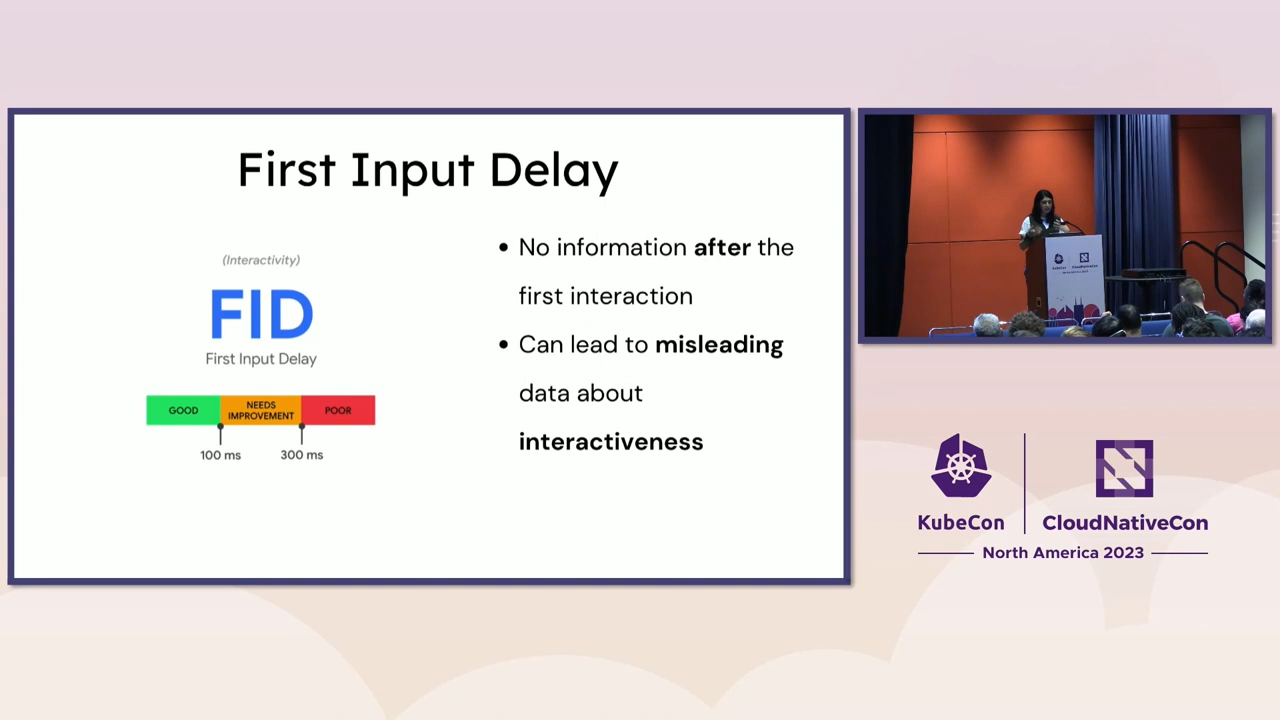 First Input Delay
(Interactivity)
FID
First Input Delay
GOOD
NEEDS
IMPROVEMENT
POOR
100 ms
300 ms
• No information after the
first interaction
• Can lead to misleading
data about
interactiveness
KubeCon
CloudNativeCon
North America 2023